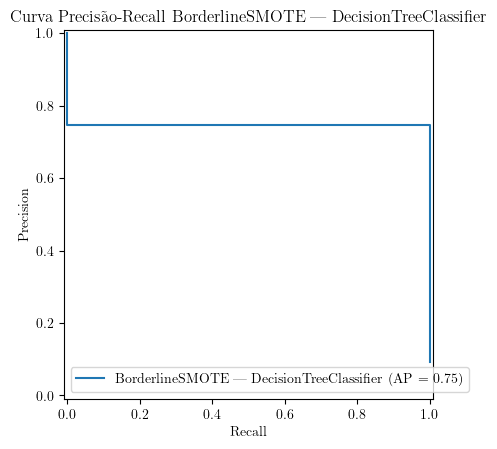 Curva Precisão-Recall BorderlineSMOTE — DecisionTreeClassifier
1.0
0.8
0.6
0.4
0.2
0.0
Precision
BorderlineSMOTE — DecisionTreeClassifier (AP = 0.75)
0.0 0.2 0.4 0.6 0.8 1.0
Recall